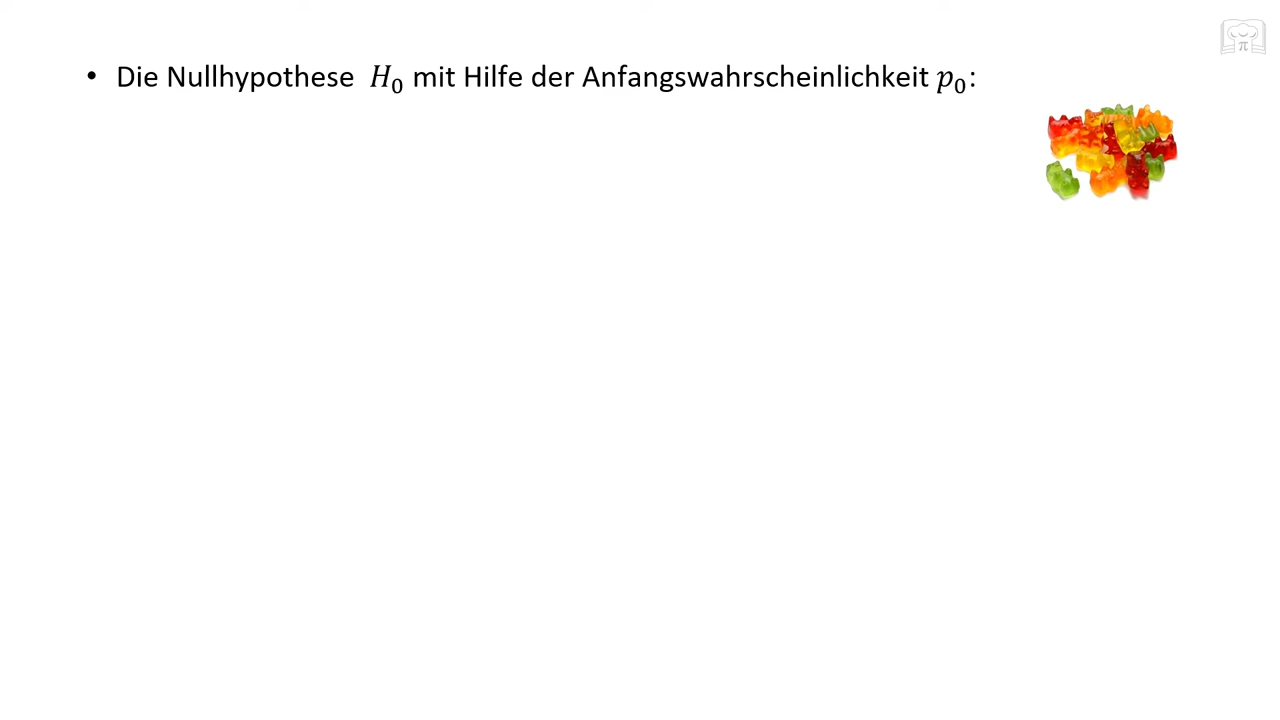 • Die Nullhypothese H₀ mit Hilfe der Anfangswahrscheinlichkeit p₀:
π